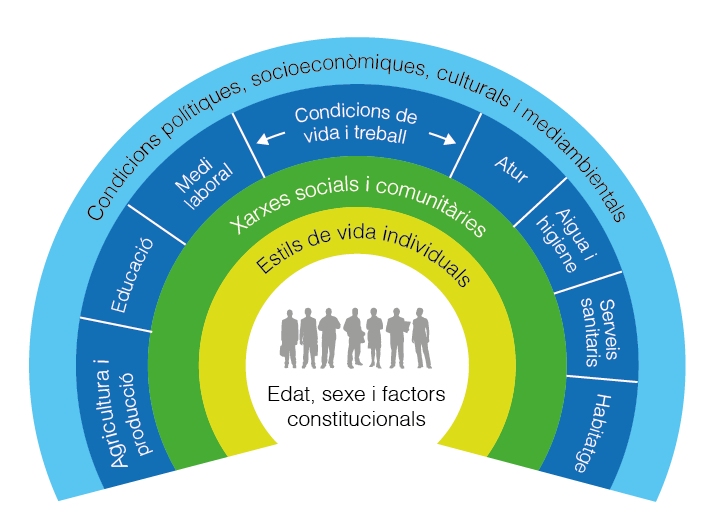 Condicions polítiques, socioeconòmiques, culturals i mediambientals
Agricultura i
producció
Educació
Medi
laboral
Condicions de
vida i treball
Atur
Aigua i
higiene
Serveis
sanitaris
Habitatge
Xarxes socials i comunitàries
Estils de vida individuals
Edat, sexe i factors
constitucionals